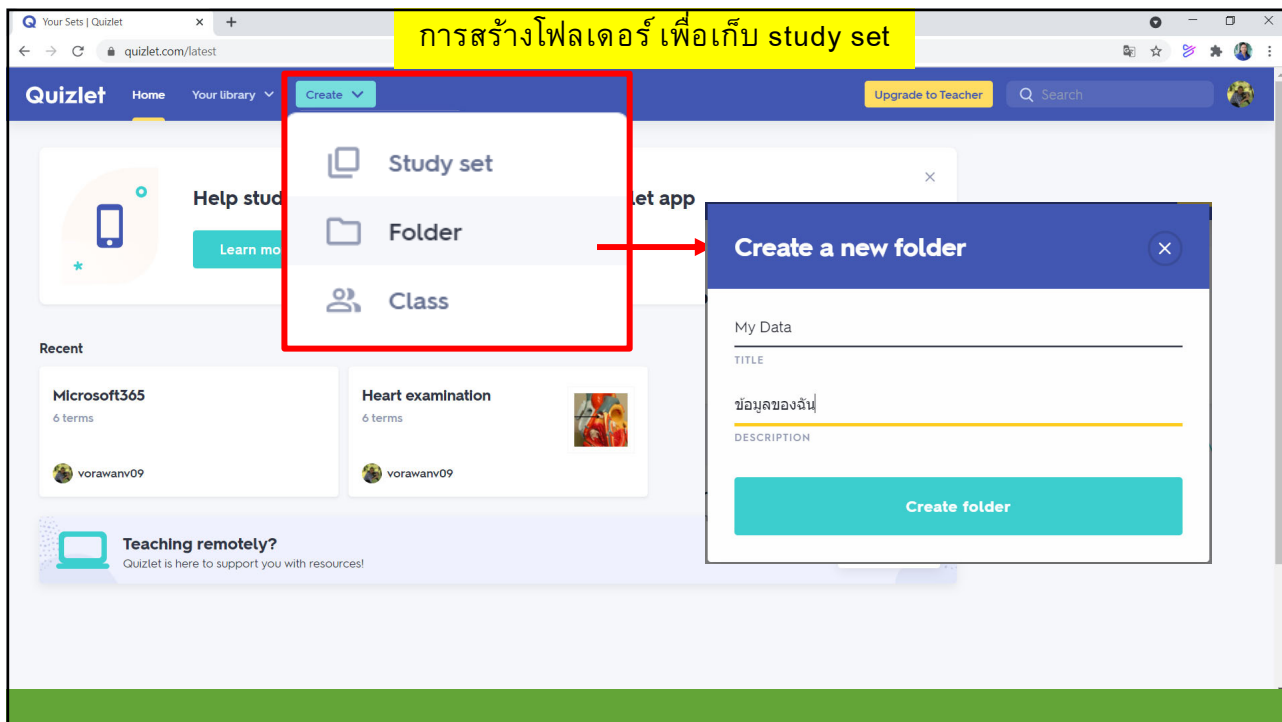 Your Sets | Quizlet
การสร้างโฟลเดอร์ เพื่อเก็บ study set
quizlet.com/latest
Quizlet Home Your library Create Upgrade to Teacher Search
Study set
Folder
Class
Help stud
let app
Learn mo
Create a new folder
My Data
TITLE
ข้อมูลของฉัน
DESCRIPTION
Create folder
Recent
Microsoft365
6 terms
vorawanv09
Heart examination
6 terms
vorawanv09
Teaching remotely?
Quizlet is here to support you with resources!